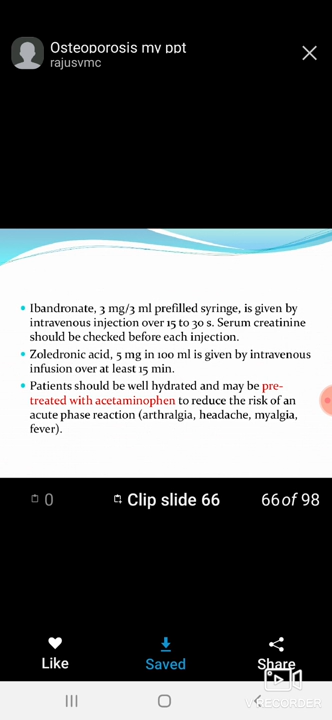 Osteoporosis my ppt
rajusvmc
Ibandronate, 3 mg/3 ml prefilled syringe, is given by
intravenous injection over 15 to 30 s. Serum creatinine
should be checked before each injection.
Zoledronic acid, 5 mg in 100 ml is given by intravenous
infusion over at least 15 min.
Patients should be well hydrated and may be pre-
treated with acetaminophen to reduce the risk of an
acute phase reaction (arthralgia, headache, myalgia,
fever).
0 Clip slide 66 66 of 98
Like Saved Share
V RECORDER